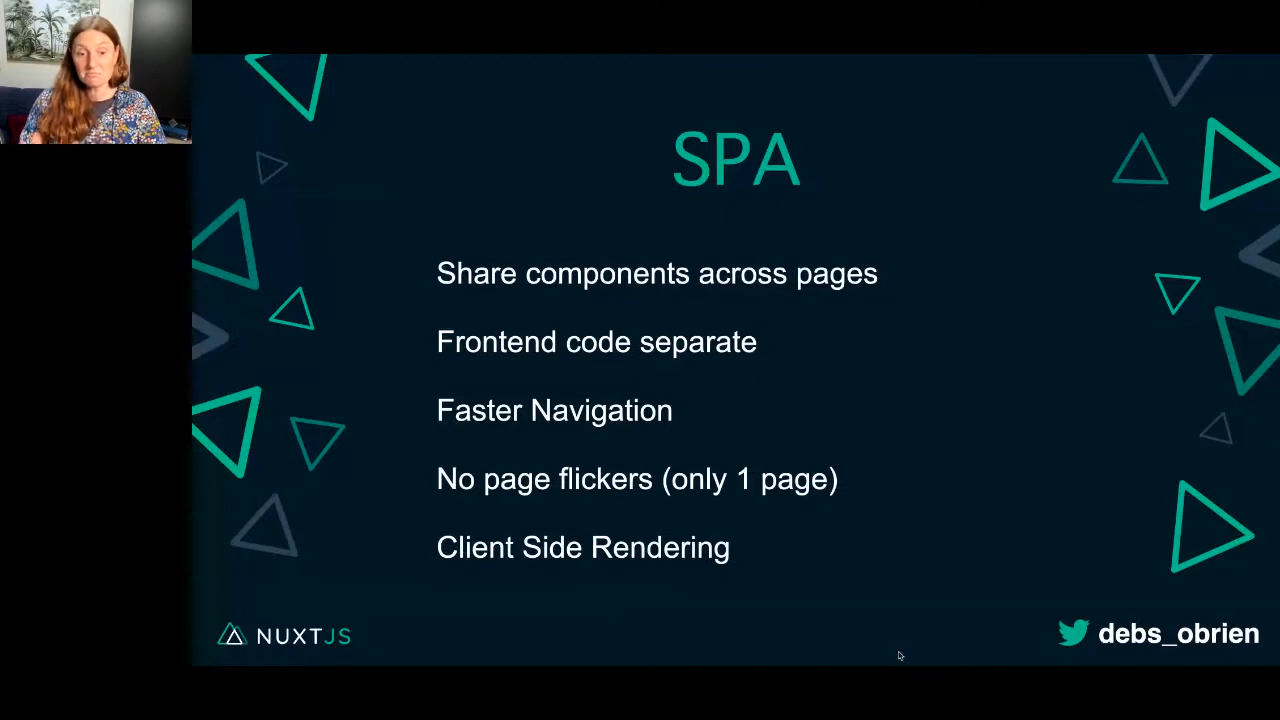 SPA
Share components across pages
Frontend code separate
Faster Navigation
No page flickers (only 1 page)
Client Side Rendering
NUXTJS
debs_obrien